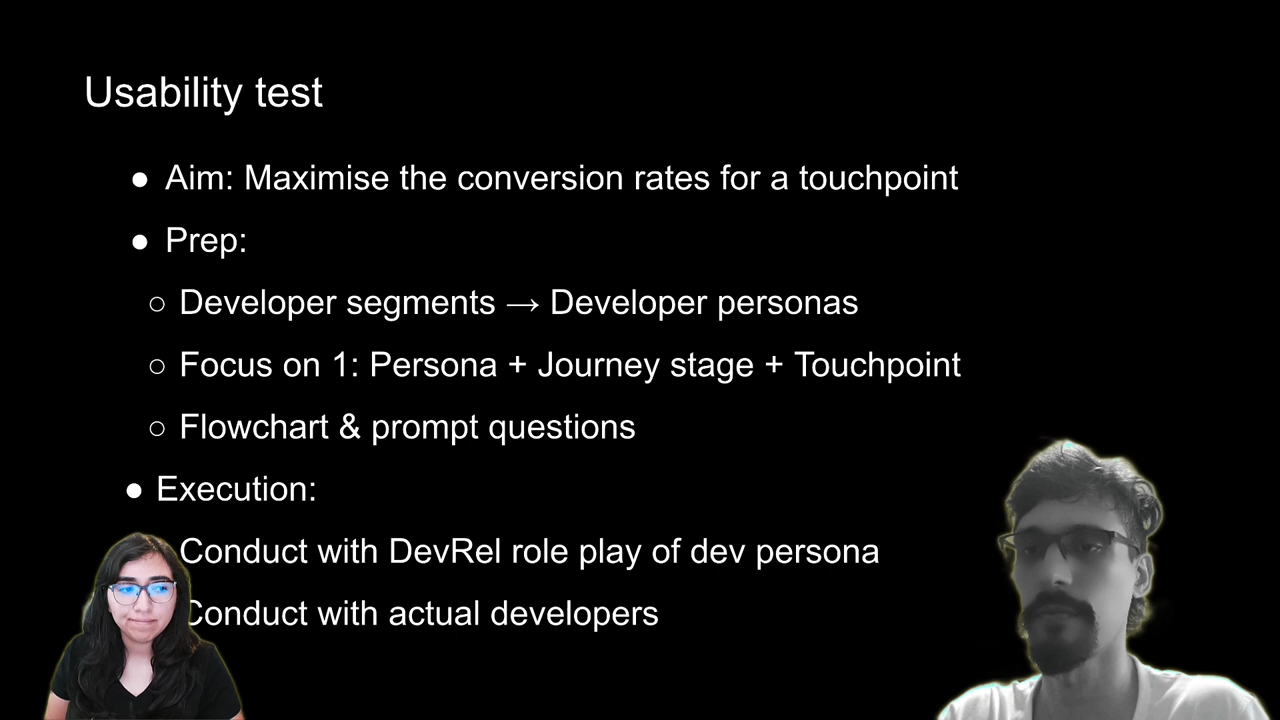 Usability test
● Aim: Maximise the conversion rates for a touchpoint
● Prep:
○ Developer segments → Developer personas
○ Focus on 1: Persona + Journey stage + Touchpoint
○ Flowchart & prompt questions
● Execution:
Conduct with DevRel role play of dev persona
Conduct with actual developers